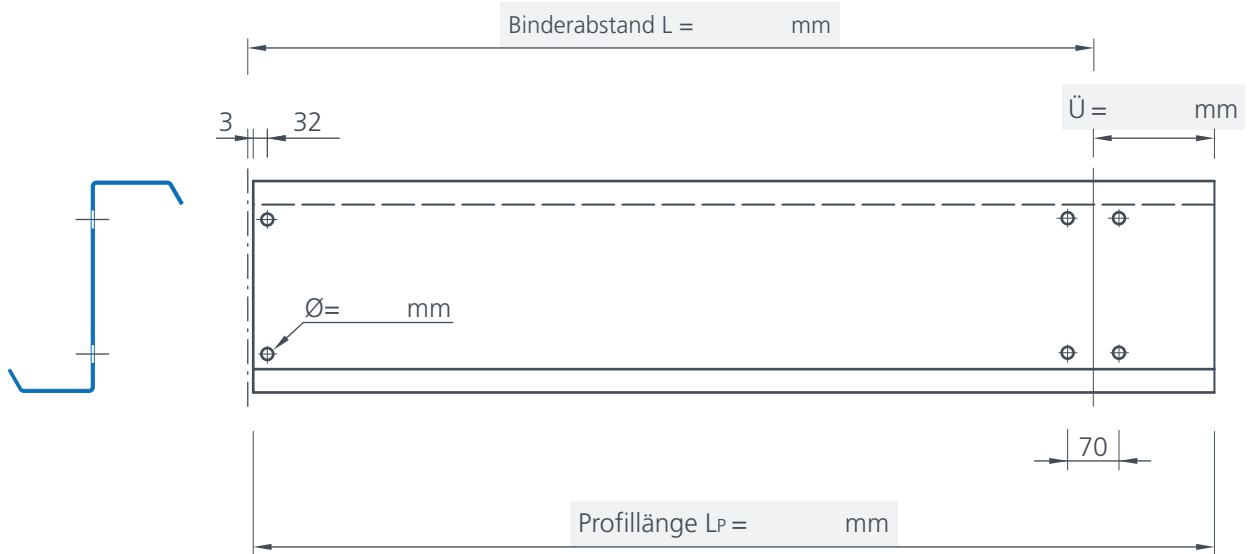 Binderabstand L = mm
Ü = mm
3 32
Ø= mm
70
Profillänge LP = mm